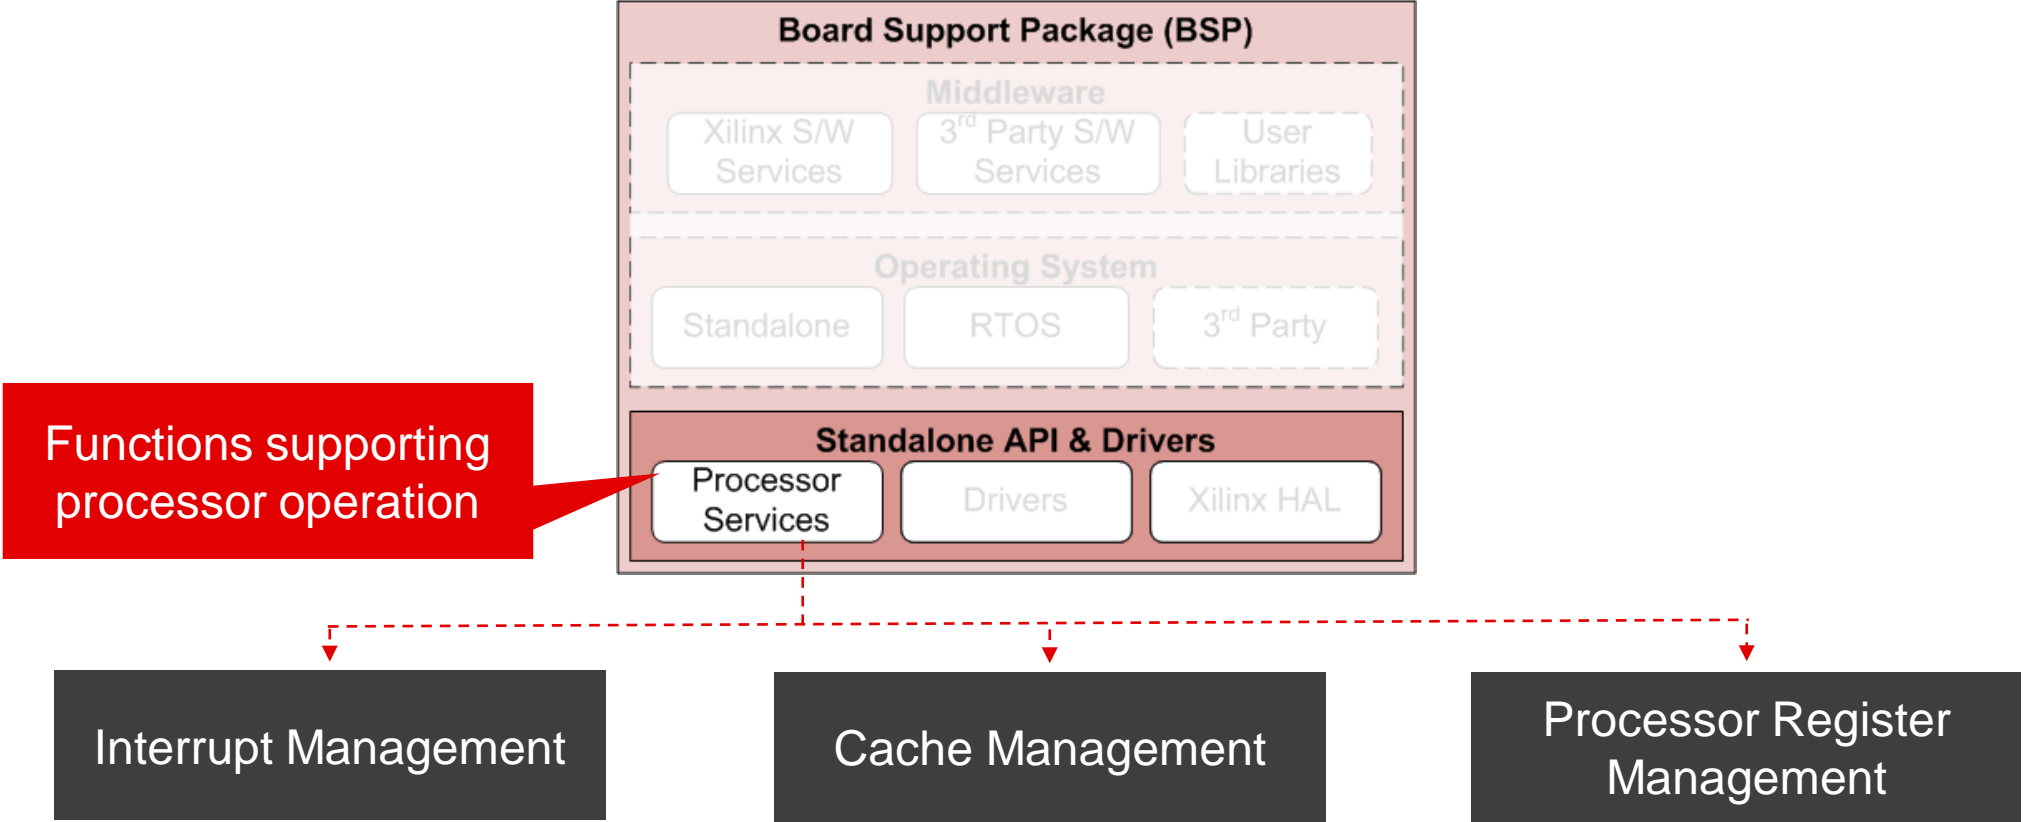 Board Support Package (BSP)
Middleware
Xilinx S/W
Services
3rd Party S/W
Services
User
Libraries
Operating System
Standalone
RTOS
3rd Party
Functions supporting
processor operation
Standalone API & Drivers
Processor
Services
Drivers
Xilinx HAL
Interrupt Management
Cache Management
Processor Register
Management